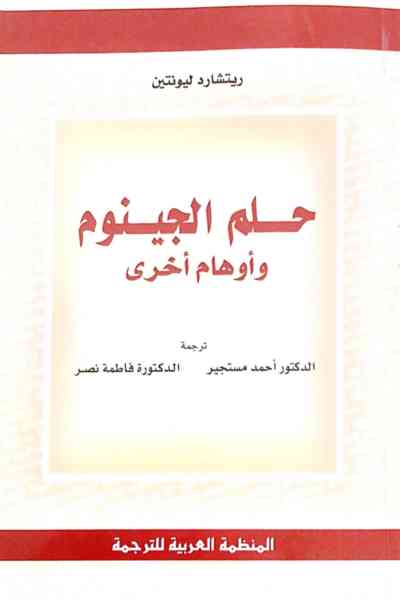 ريتشارد ليونتين
حلم الجينوم
وأوهام أخرى
ترجمة
الدكتور أحمد مستجير الدكتورة فاطمة نصر
المنظمة العربية للترجمة